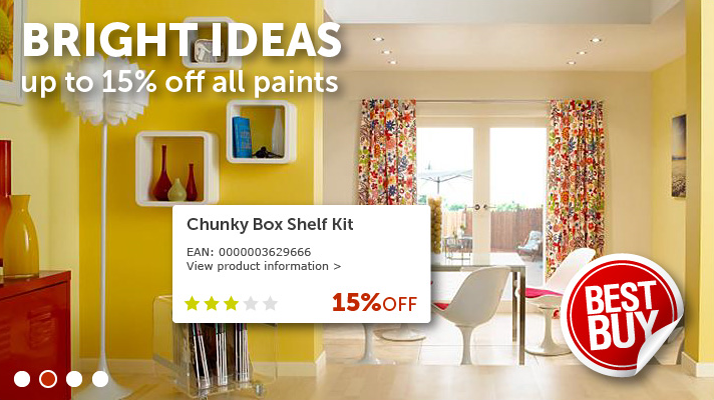 BRIGHT IDEAS
up to 15% off all paints
Chunky Box Shelf Kit
EAN: 0000003629666
View product information >
15%OFF
BEST
BUY